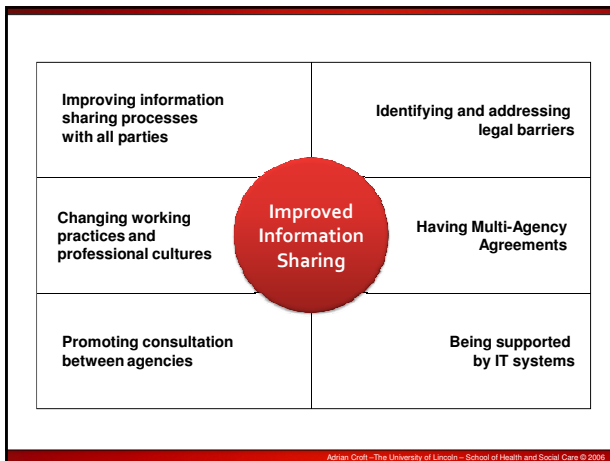 Improving information
sharing processes
with all parties
Identifying and addressing
legal barriers
Changing working
practices and
professional cultures
Improved
Information
Sharing
Having Multi-Agency
Agreements
Promoting consultation
between agencies
Being supported
by IT systems
Adrian Croft –The University of Lincoln – School of Health and Social Care © 2006